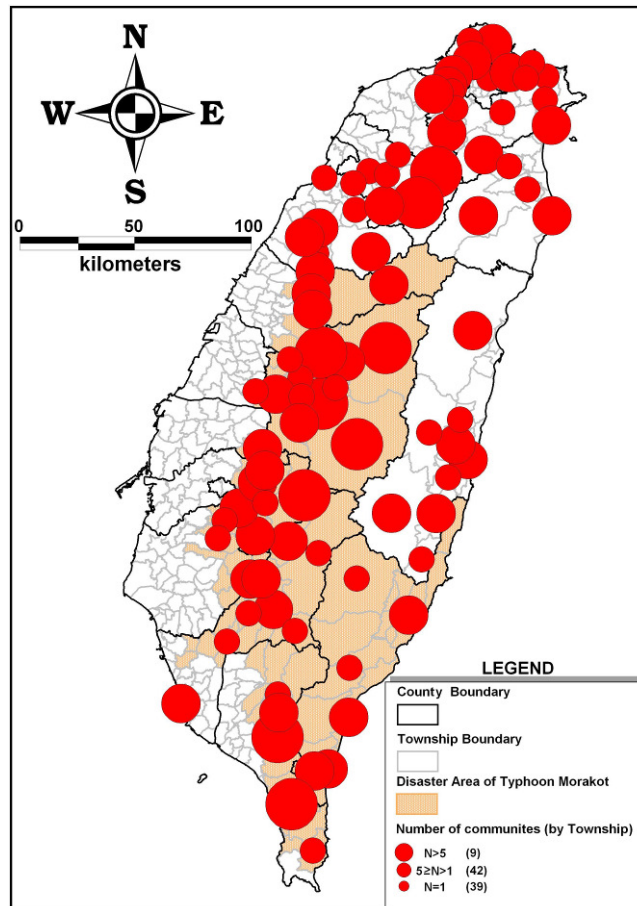 N
W E
S
0 50 100
kilometers
LEGEND
County Boundary
Township Boundary
Disaster Area of Typhoon Morakot
Number of communites (by Township)
N>5 (9)
5≥N>1 (42)
N=1 (39)